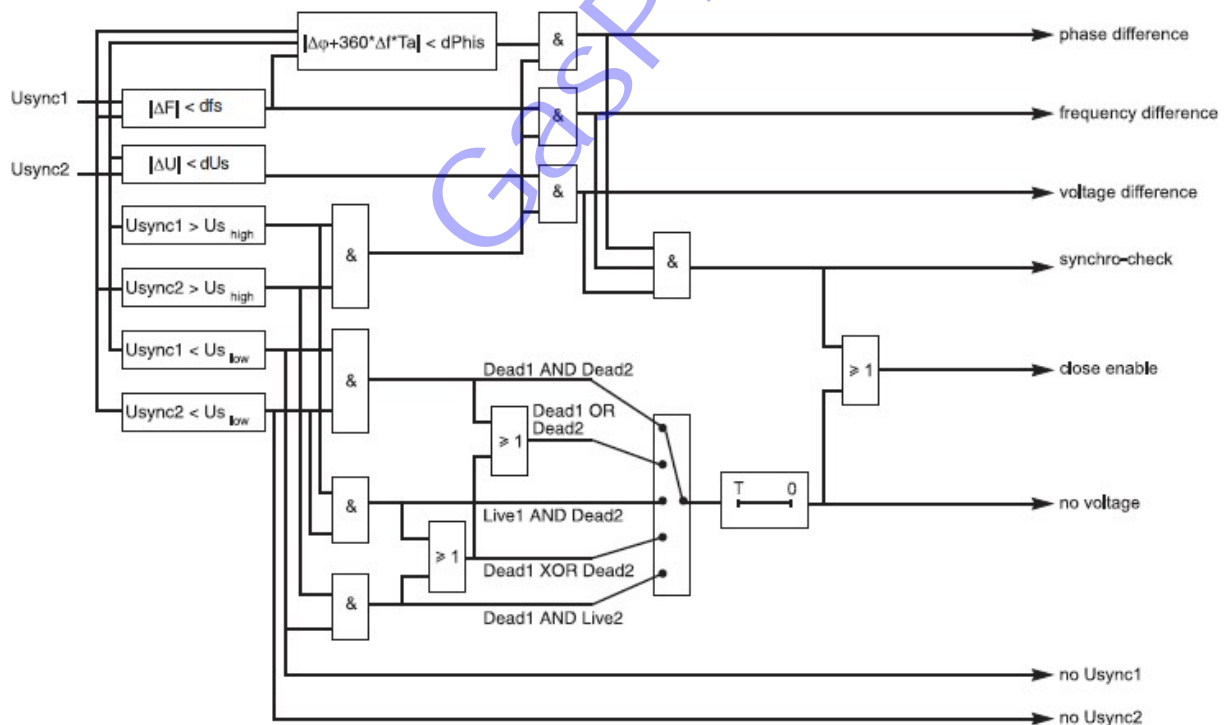 |Δφ+360*Δf*Ta| < dPhis
&
phase difference
Usync1
|ΔF| < dfs
&
frequency difference
Usync2
|ΔU| < dUs
&
voltage difference
Usync1 > Us high
&
&
synchro-check
Usync2 > Us high
Usync1 < Us low
&
Dead1 AND Dead2
≥ 1
close enable
Usync2 < Us low
Dead1 OR
Dead2
≥ 1
T 0
&
Live1 AND Dead2
no voltage
≥ 1
Dead1 XOR Dead2
&
Dead1 AND Live2
no Usync1
no Usync2